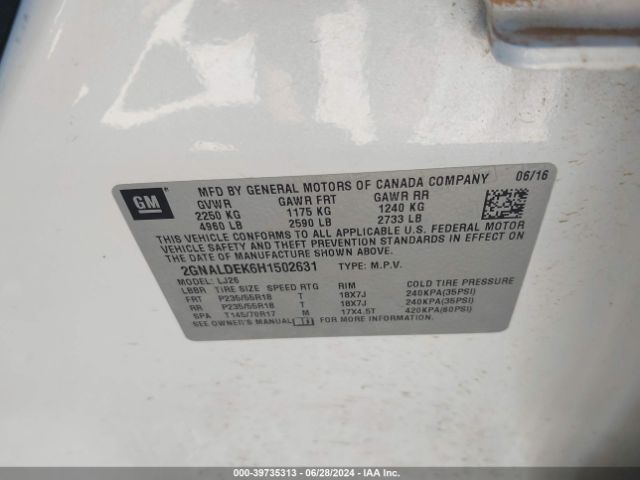 GM
MFD BY GENERAL MOTORS OF CANADA COMPANY 06/16
GVWR GAWR FRT GAWR RR
2250 KG 1175 KG 1240 KG
4960 LB 2590 LB 2733 LB
THIS VEHICLE CONFORMS TO ALL APPLICABLE U.S. FEDERAL MOTOR
VEHICLE SAFETY AND THEFT PREVENTION STANDARDS IN EFFECT ON
THE DATE OF MANUFACTURE SHOWN ABOVE.
2GNALDEK6H1502631 TYPE: M.P.V.
MODEL: LJ26
LBBR TIRE SIZE SPEED RTG RIM COLD TIRE PRESSURE
FRT P235/55R18 T 18X7J 240KPA(35PSI)
RR P235/55R18 T 18X7J 240KPA(35PSI)
SPA T145/70R17 M 17X4.5T 420KPA(60PSI)
SEE OWNER'S MANUAL FOR MORE INFORMATION.
000-39735313 - 06/28/2024 - IAA Inc.